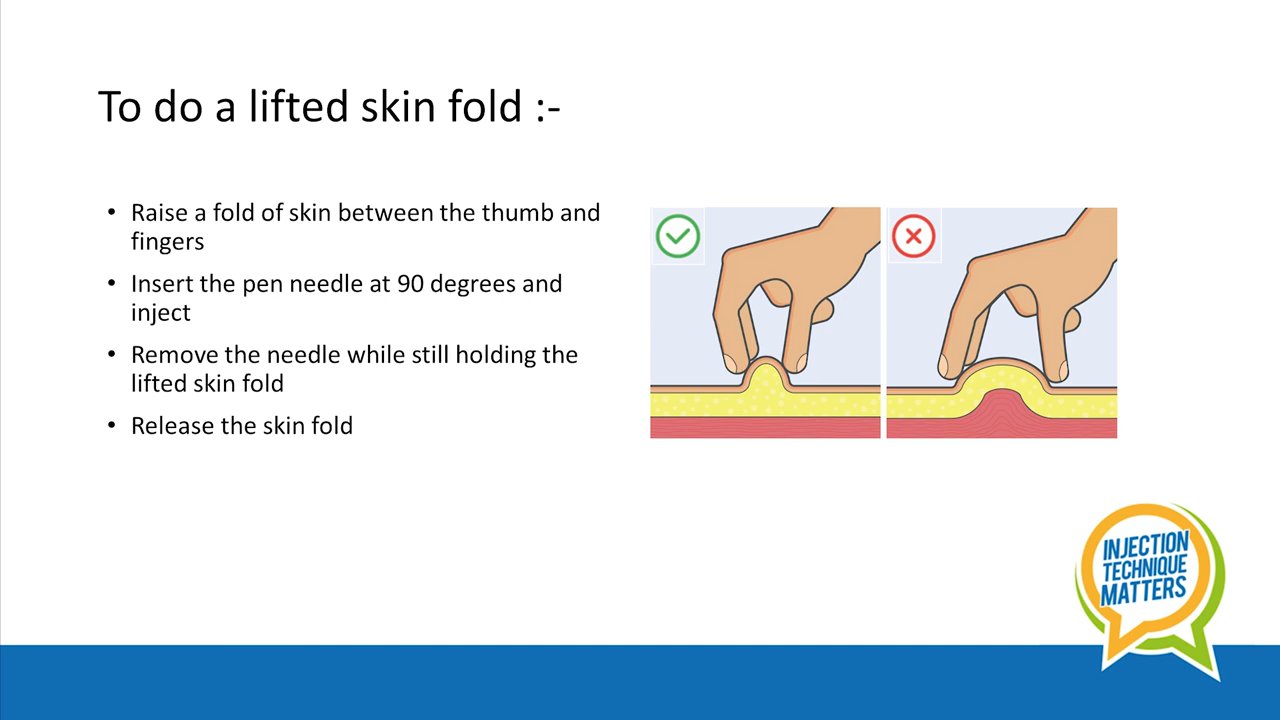 To do a lifted skin fold :-
• Raise a fold of skin between the thumb and
fingers
• Insert the pen needle at 90 degrees and
inject
• Remove the needle while still holding the
lifted skin fold
• Release the skin fold
INJECTION
TECHNIQUE
MATTERS